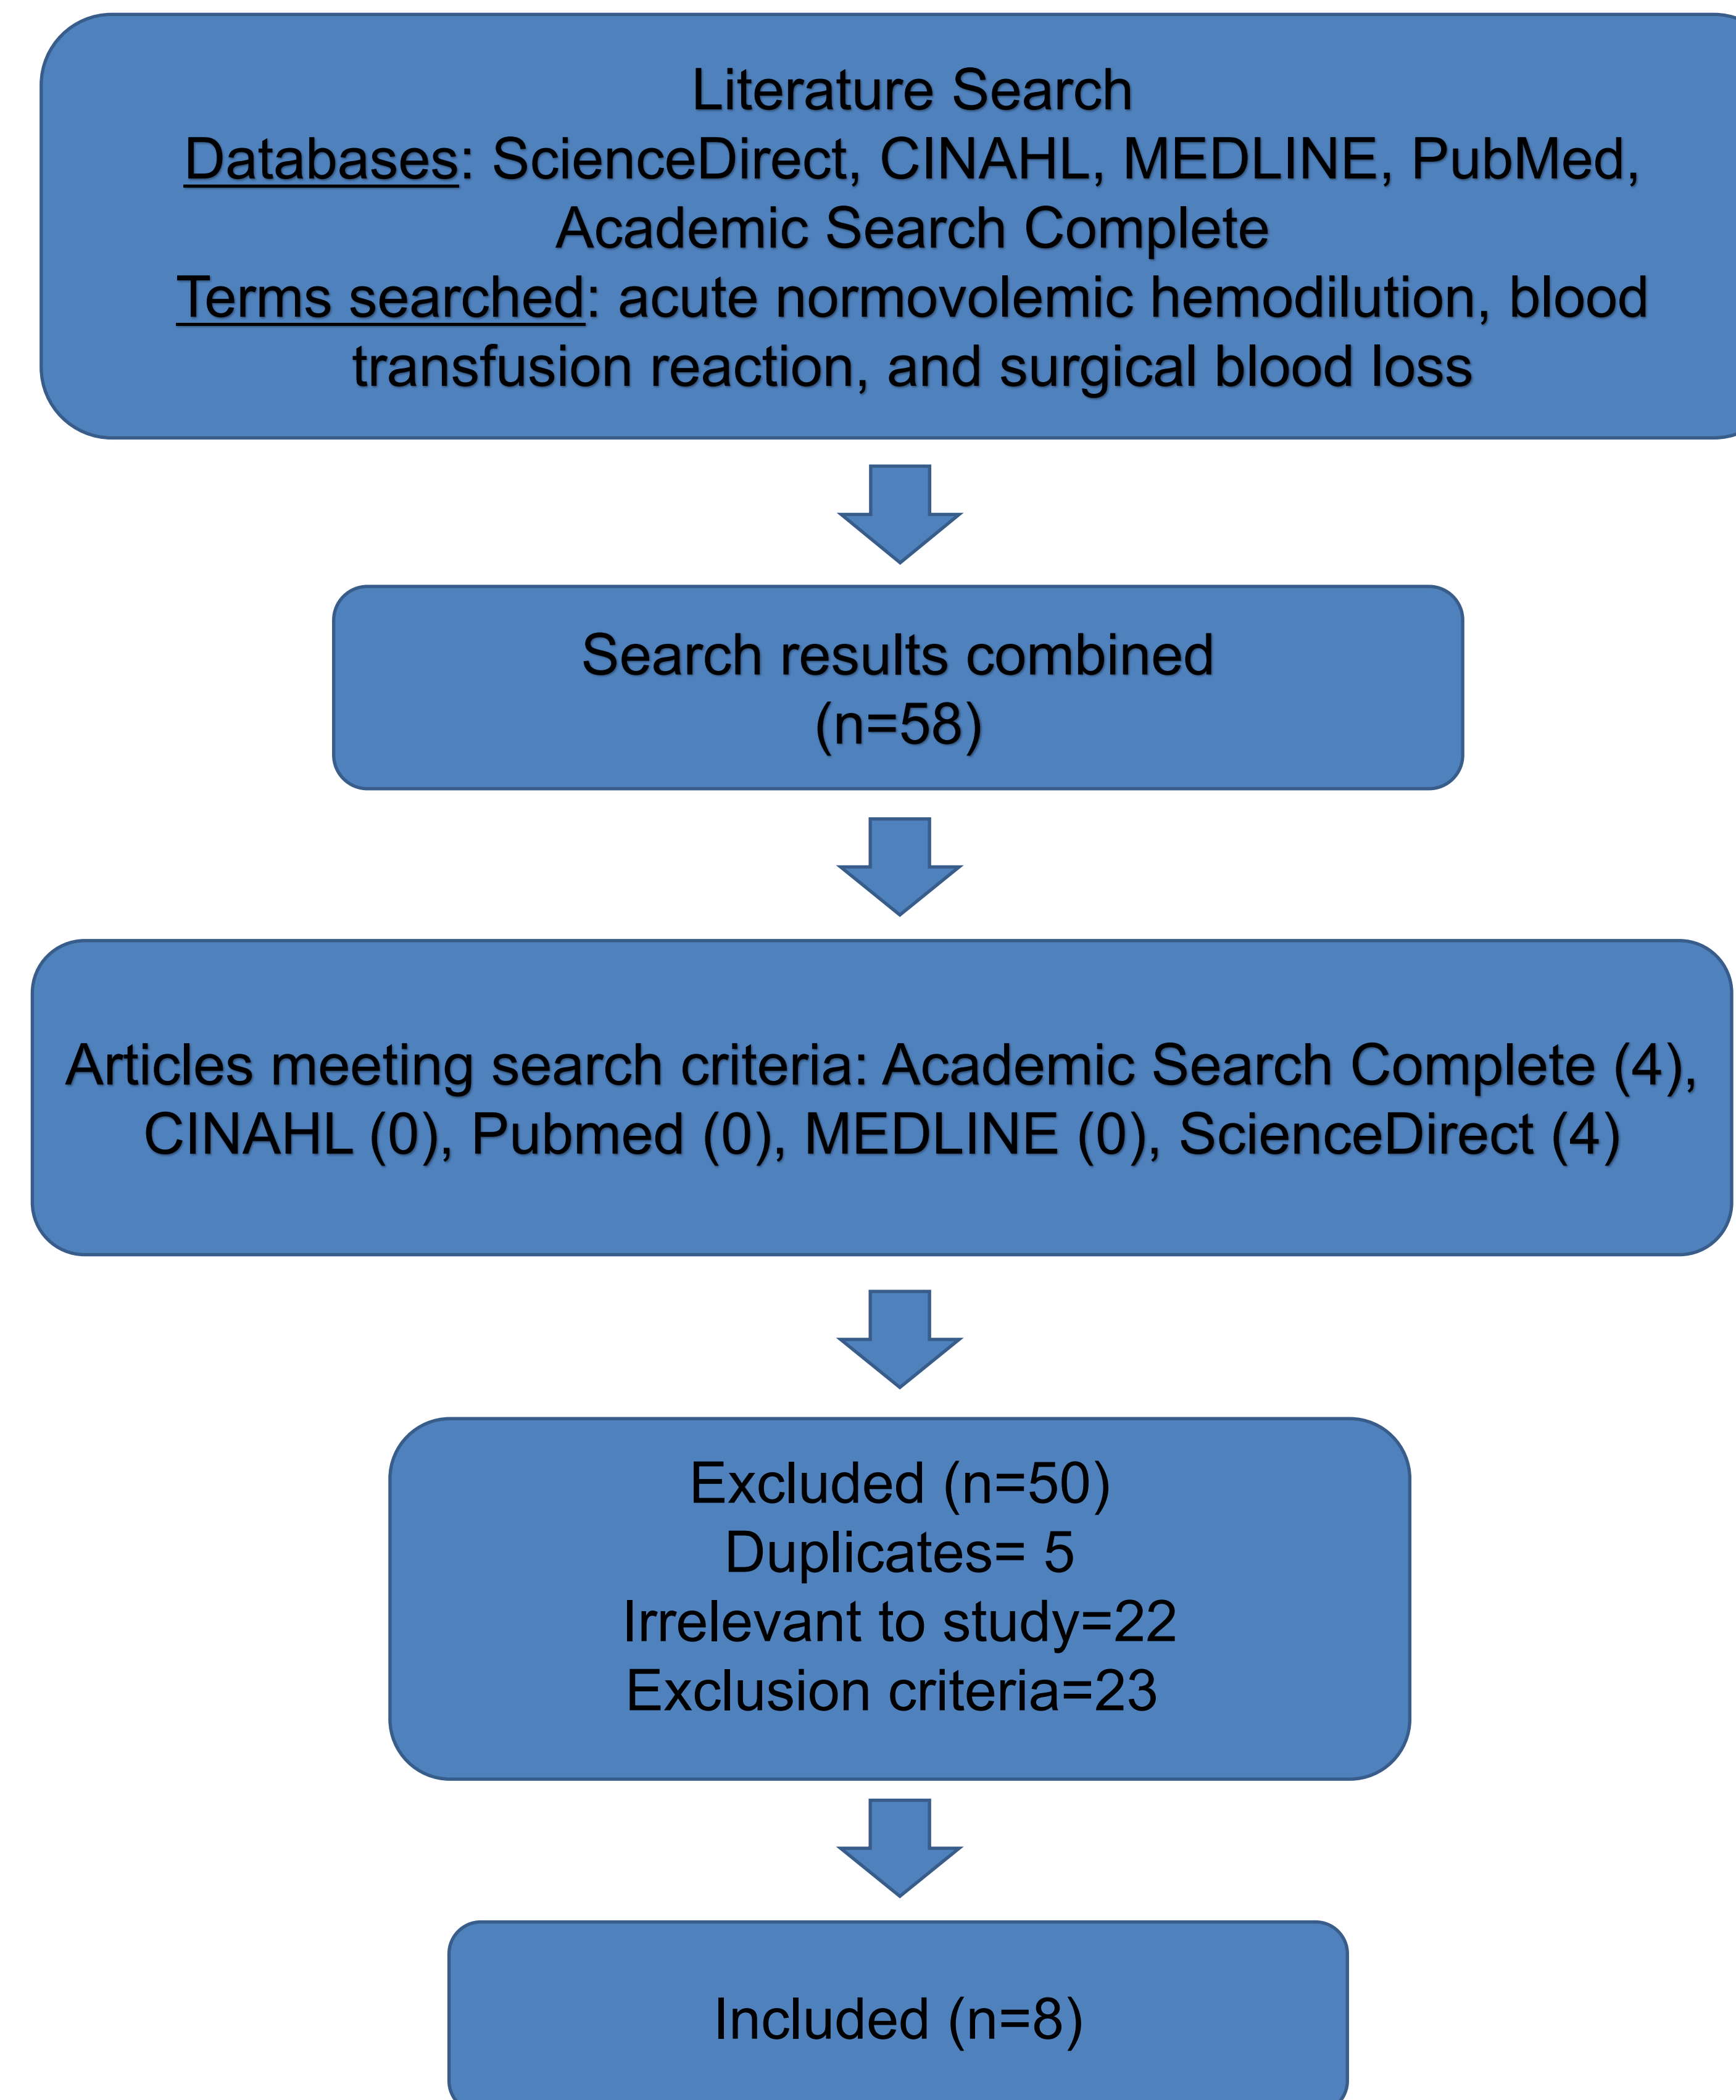 Literature Search
Databases: ScienceDirect, CINAHL, MEDLINE, PubMed,
Academic Search Complete
Terms searched: acute normovolemic hemodilution, blood
transfusion reaction, and surgical blood loss
Search results combined
(n=58)
Articles meeting search criteria: Academic Search Complete (4),
CINAHL (0), Pubmed (0), MEDLINE (0), ScienceDirect (4)
Excluded (n=50)
Duplicates= 5
Irrelevant to study=22
Exclusion criteria=23
Included (n=8)